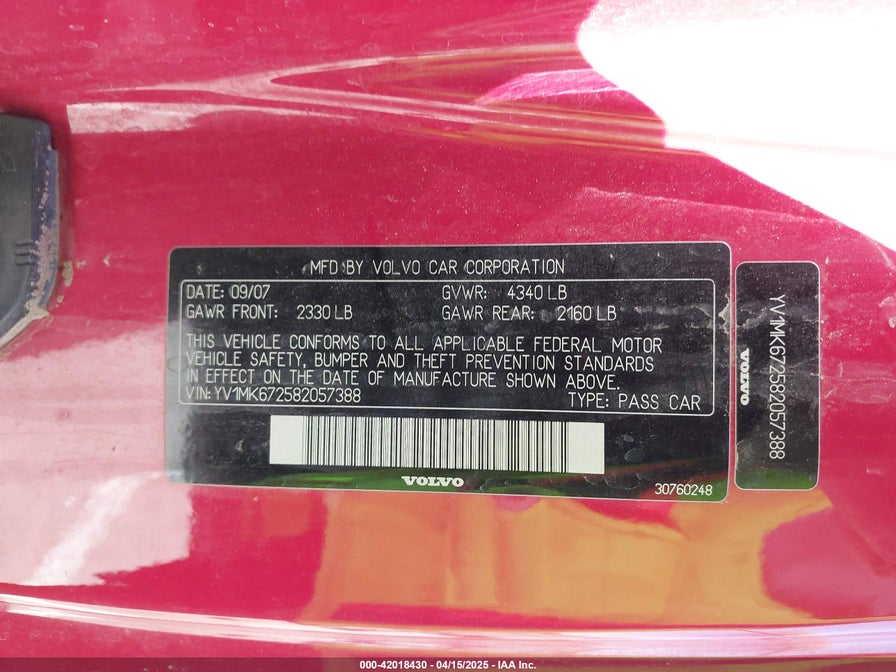 MFD BY VOLVO CAR CORPORATION
DATE: 09/07 GVWR: 4340 LB
GAWR FRONT: 2330 LB GAWR REAR: 2160 LB
THIS VEHICLE CONFORMS TO ALL APPLICABLE FEDERAL MOTOR
VEHICLE SAFETY, BUMPER AND THEFT PREVENTION STANDARDS
IN EFFECT ON THE DATE OF MANUFACTURE SHOWN ABOVE.
VIN: YV1MK672582057388 TYPE: PASS CAR
VOLVO
30760248
YV1MK672582057388
VOLVO
000-42018430 - 04/15/2025 - IAA Inc.